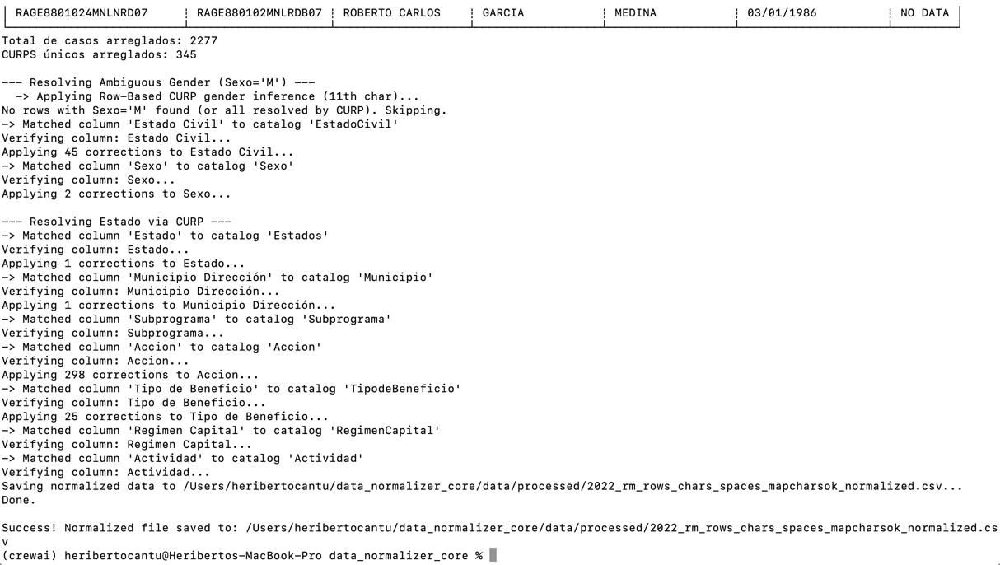 RAGE8801024MNLNRD07 ¦ RAGE880102MNLRDB07 ¦ ROBERTO CARLOS ¦ GARCIA ¦ MEDINA ¦ 03/01/1986 ¦ NO DATA
Total de casos arreglados: 2277
CURPS únicos arreglados: 345
--- Resolving Ambiguous Gender (Sexo='M') ---
-> Applying Row-Based CURP gender inference (11th char)...
No rows with Sexo='M' found (or all resolved by CURP). Skipping.
-> Matched column 'Estado Civil' to catalog 'EstadoCivil'
Verifying column: Estado Civil...
Applying 45 corrections to Estado Civil...
-> Matched column 'Sexo' to catalog 'Sexo'
Verifying column: Sexo...
Applying 2 corrections to Sexo...
--- Resolving Estado via CURP ---
-> Matched column 'Estado' to catalog 'Estados'
Verifying column: Estado...
Applying 1 corrections to Estado...
-> Matched column 'Municipio Dirección' to catalog 'Municipio'
Verifying column: Municipio Dirección...
Applying 1 corrections to Municipio Dirección...
-> Matched column 'Subprograma' to catalog 'Subprograma'
Verifying column: Subprograma...
-> Matched column 'Accion' to catalog 'Accion'
Verifying column: Accion...
Applying 298 corrections to Accion...
-> Matched column 'Tipo de Beneficio' to catalog 'TipodeBeneficio'
Verifying column: Tipo de Beneficio...
Applying 25 corrections to Tipo de Beneficio...
-> Matched column 'Regimen Capital' to catalog 'RegimenCapital'
Verifying column: Regimen Capital...
-> Matched column 'Actividad' to catalog 'Actividad'
Verifying column: Actividad...
Saving normalized data to /Users/heribertocantu/data_normalizer_core/data/processed/2022_rm_rows_chars_spaces_mapcharsok_normalized.csv...
Done.
Success! Normalized file saved to: /Users/heribertocantu/data_normalizer_core/data/processed/2022_rm_rows_chars_spaces_mapcharsok_normalized.cs
v
(crewai) heribertocantu@Heribertos-MacBook-Pro data_normalizer_core %